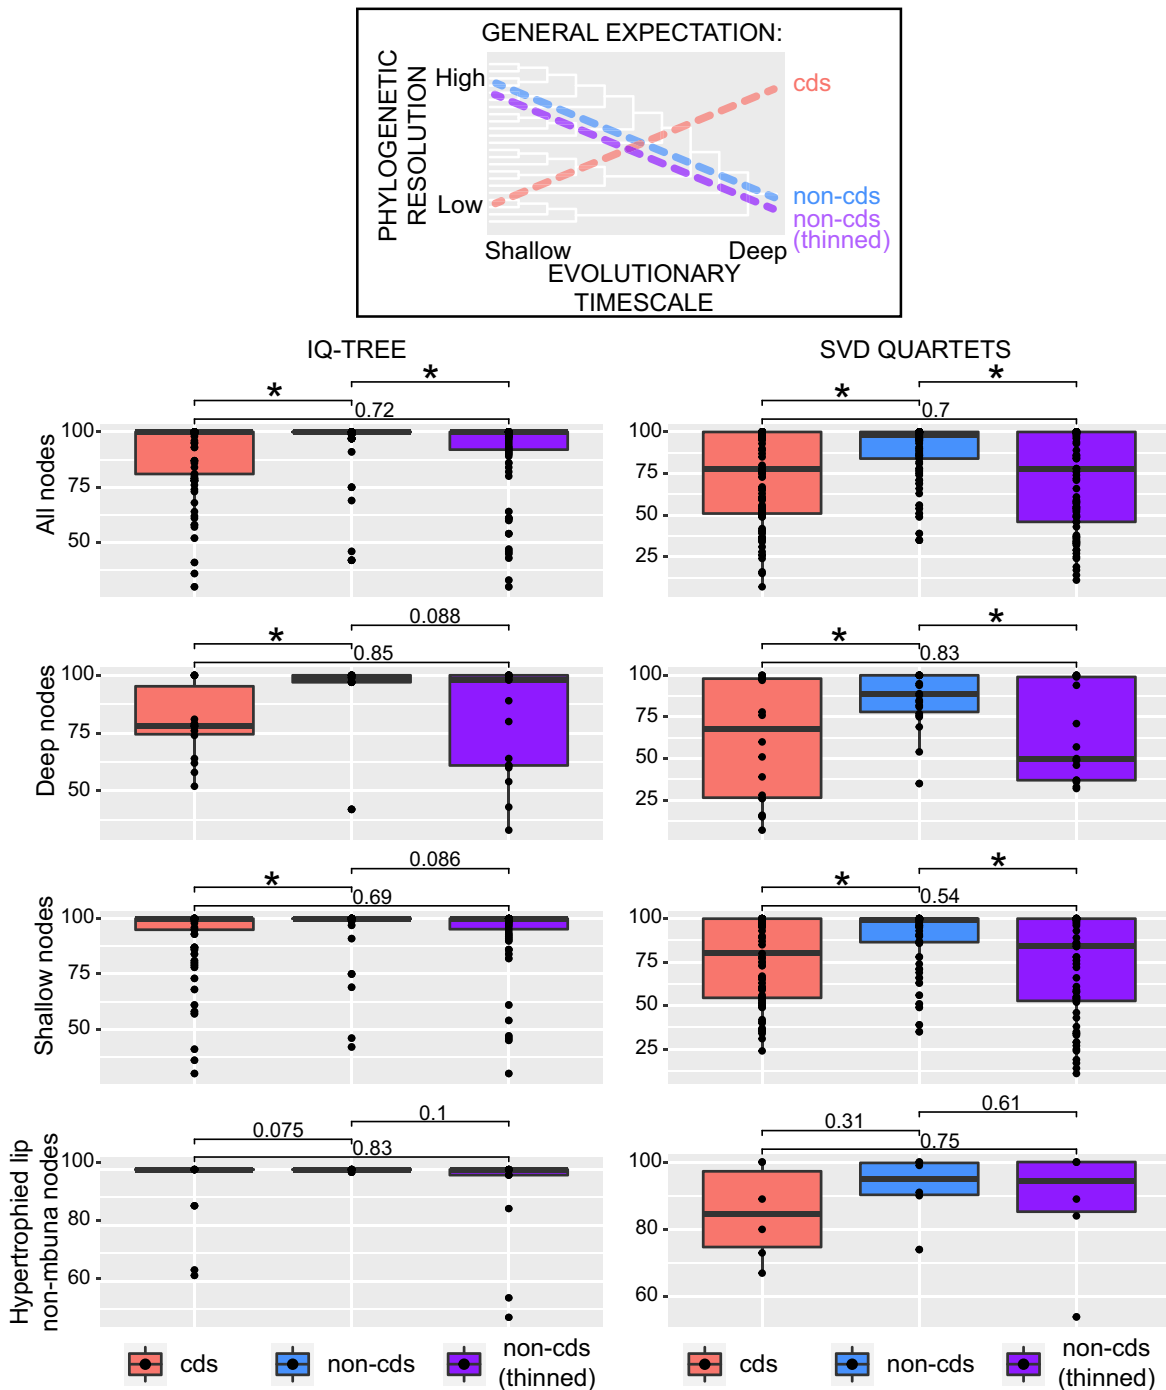 GENERAL EXPECTATION:
PHYLOGENETIC
RESOLUTION
High
Low
cds
non-cds
non-cds
(thinned)
Shallow
Deep
EVOLUTIONARY
TIMESCALE
IQ-TREE
SVD QUARTETS
All nodes
*
*
0.72
100
75
50
*
*
0.7
100
75
50
25
Deep nodes
0.088
*
0.85
100
75
50
*
*
0.83
100
75
50
25
Shallow nodes
0.086
*
0.69
100
75
50
*
*
0.54
100
75
50
25
Hypertrophied lip
non-mbuna nodes
0.1
0.075
0.83
100
80
60
0.61
0.31
0.75
100
80
60
cds
non-cds
non-cds
(thinned)
cds
non-cds
non-cds
(thinned)